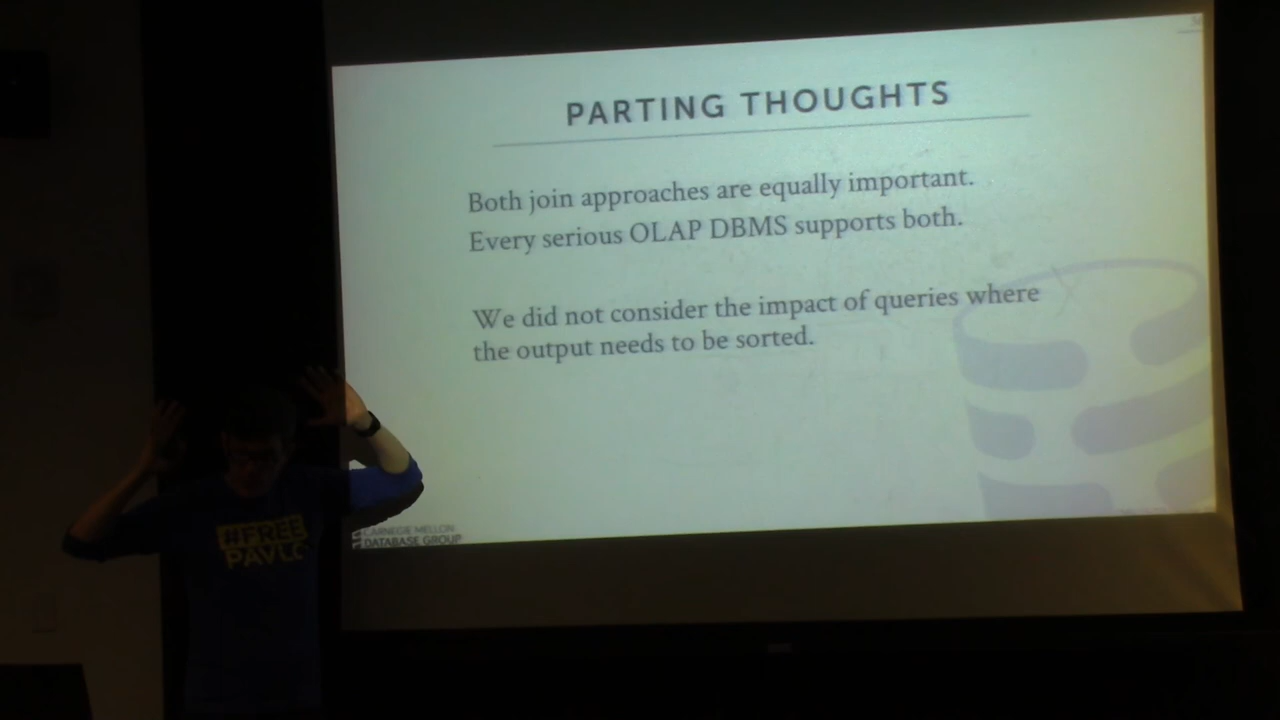 PARTING THOUGHTS
Both join approaches are equally important.
Every serious OLAP DBMS supports both.
We did not consider the impact of queries where
the output needs to be sorted.
CARNEGIE MELLON
DATABASE GROUP
#FREE
PAVLO